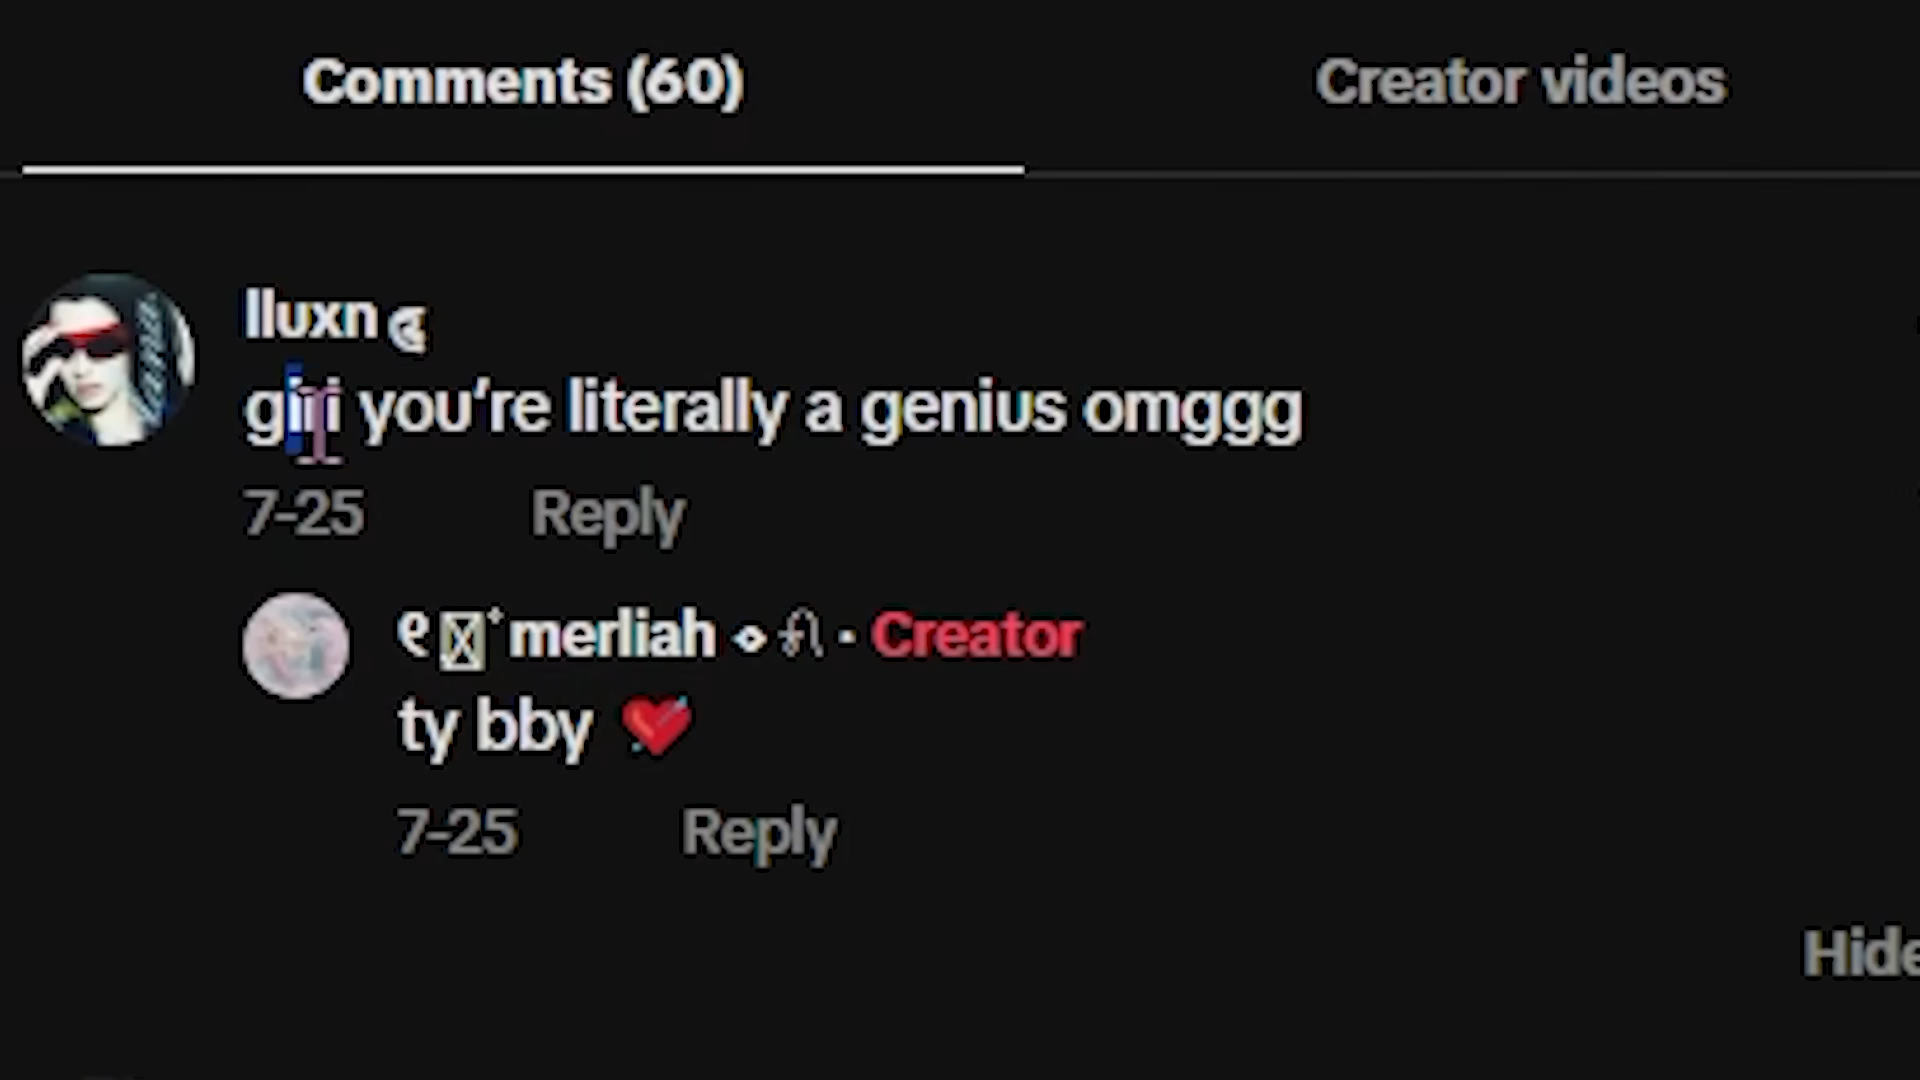 Comments (60)
Creator videos
lluxn
you're literally a genius omggg
7-25
Reply
merliah
· Creator
ty bby 💘
7-25
Reply
Hide